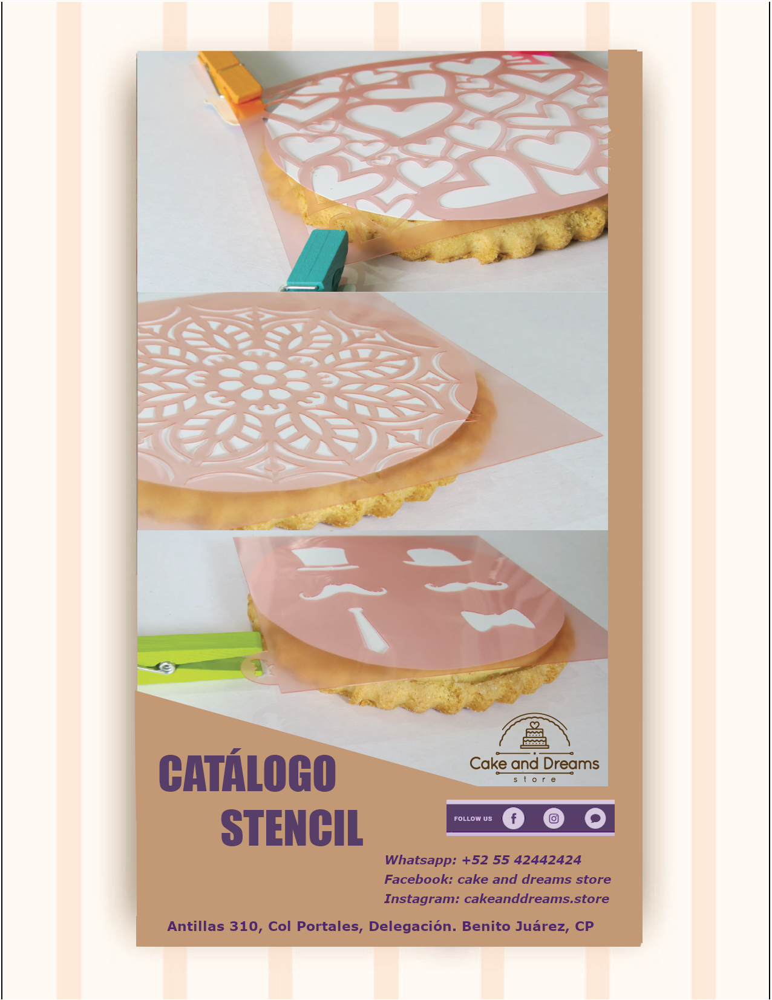 Cake and Dreams
store
CATÁLOGO
STENCIL
FOLLOW US
Whatsapp: +52 55 42442424
Facebook: cake and dreams store
Instagram: cakeanddreams.store
Antillas 310, Col Portales, Delegación. Benito Juárez, CP